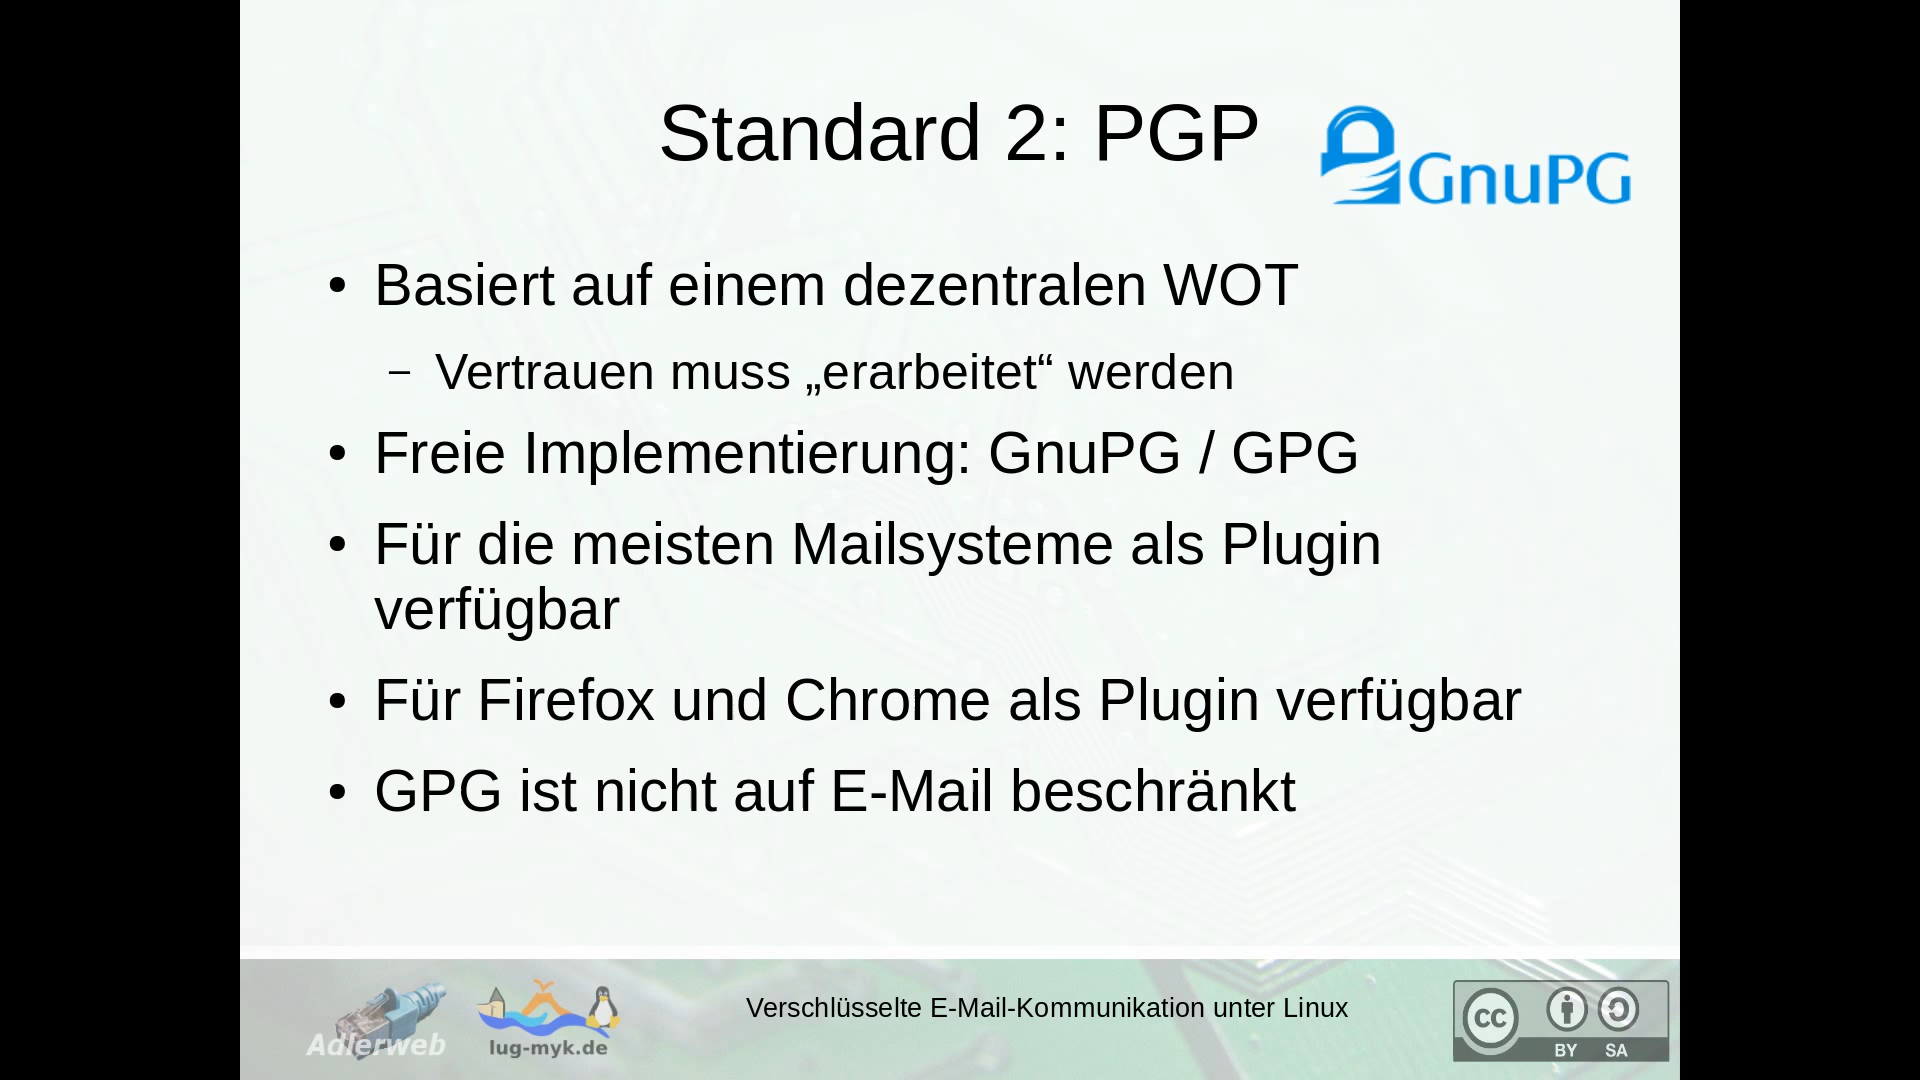 Standard 2: PGP
GnuPG
• Basiert auf einem dezentralen WOT
– Vertrauen muss „erarbeitet“ werden
• Freie Implementierung: GnuPG / GPG
• Für die meisten Mailsysteme als Plugin
verfügbar
• Für Firefox und Chrome als Plugin verfügbar
• GPG ist nicht auf E-Mail beschränkt
Adlerweb
lug-myk.de
Verschlüsselte E-Mail-Kommunikation unter Linux
cc
BY SA